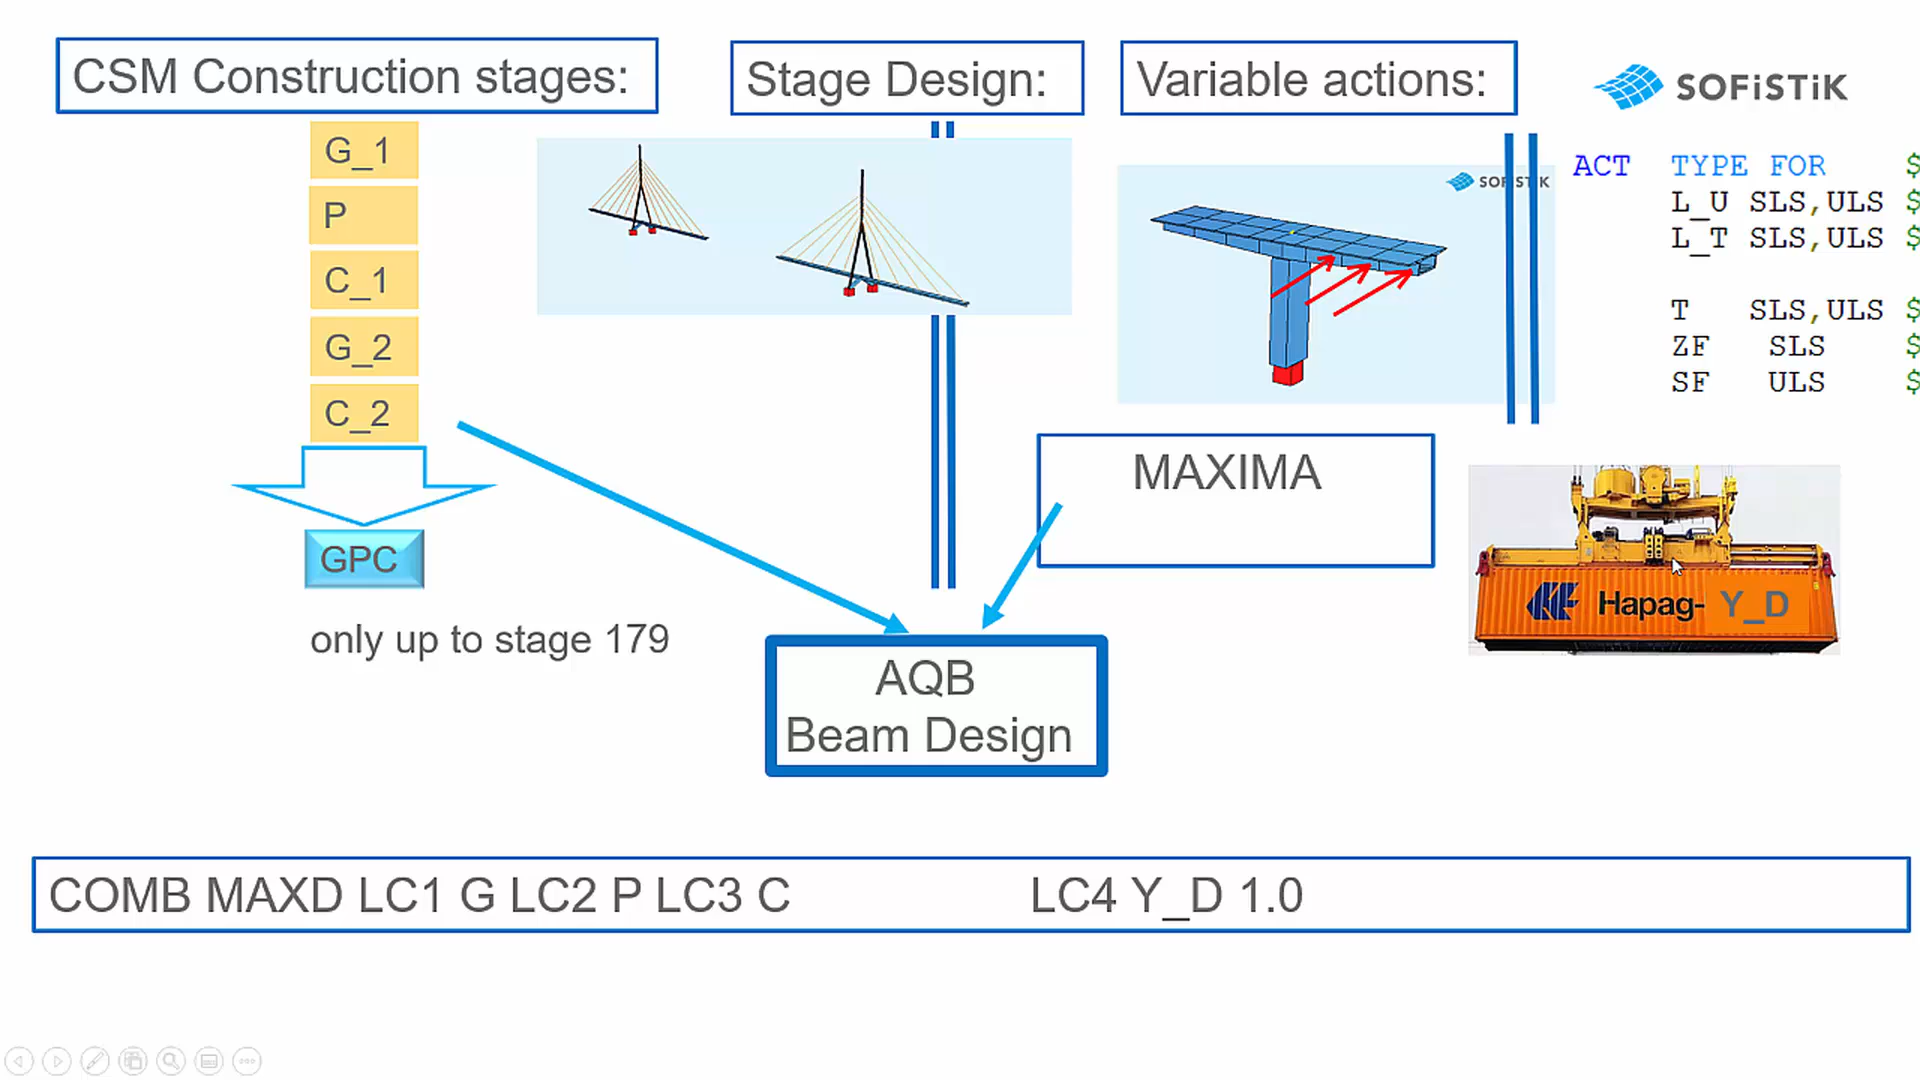 CSM Construction stages:
Stage Design:
Variable actions:
SOFiSTiK
G_1
P
C_1
G_2
C_2
GPC
only up to stage 179
SOFiSTiK
ACT TYPE FOR $
L_U SLS,ULS $
L_T SLS,ULS $
T SLS,ULS $
ZF SLS $
SF ULS $
MAXIMA
Hapag- Y_D
AQB
Beam Design
COMB MAXD LC1 G LC2 P LC3 C LC4 Y_D 1.0